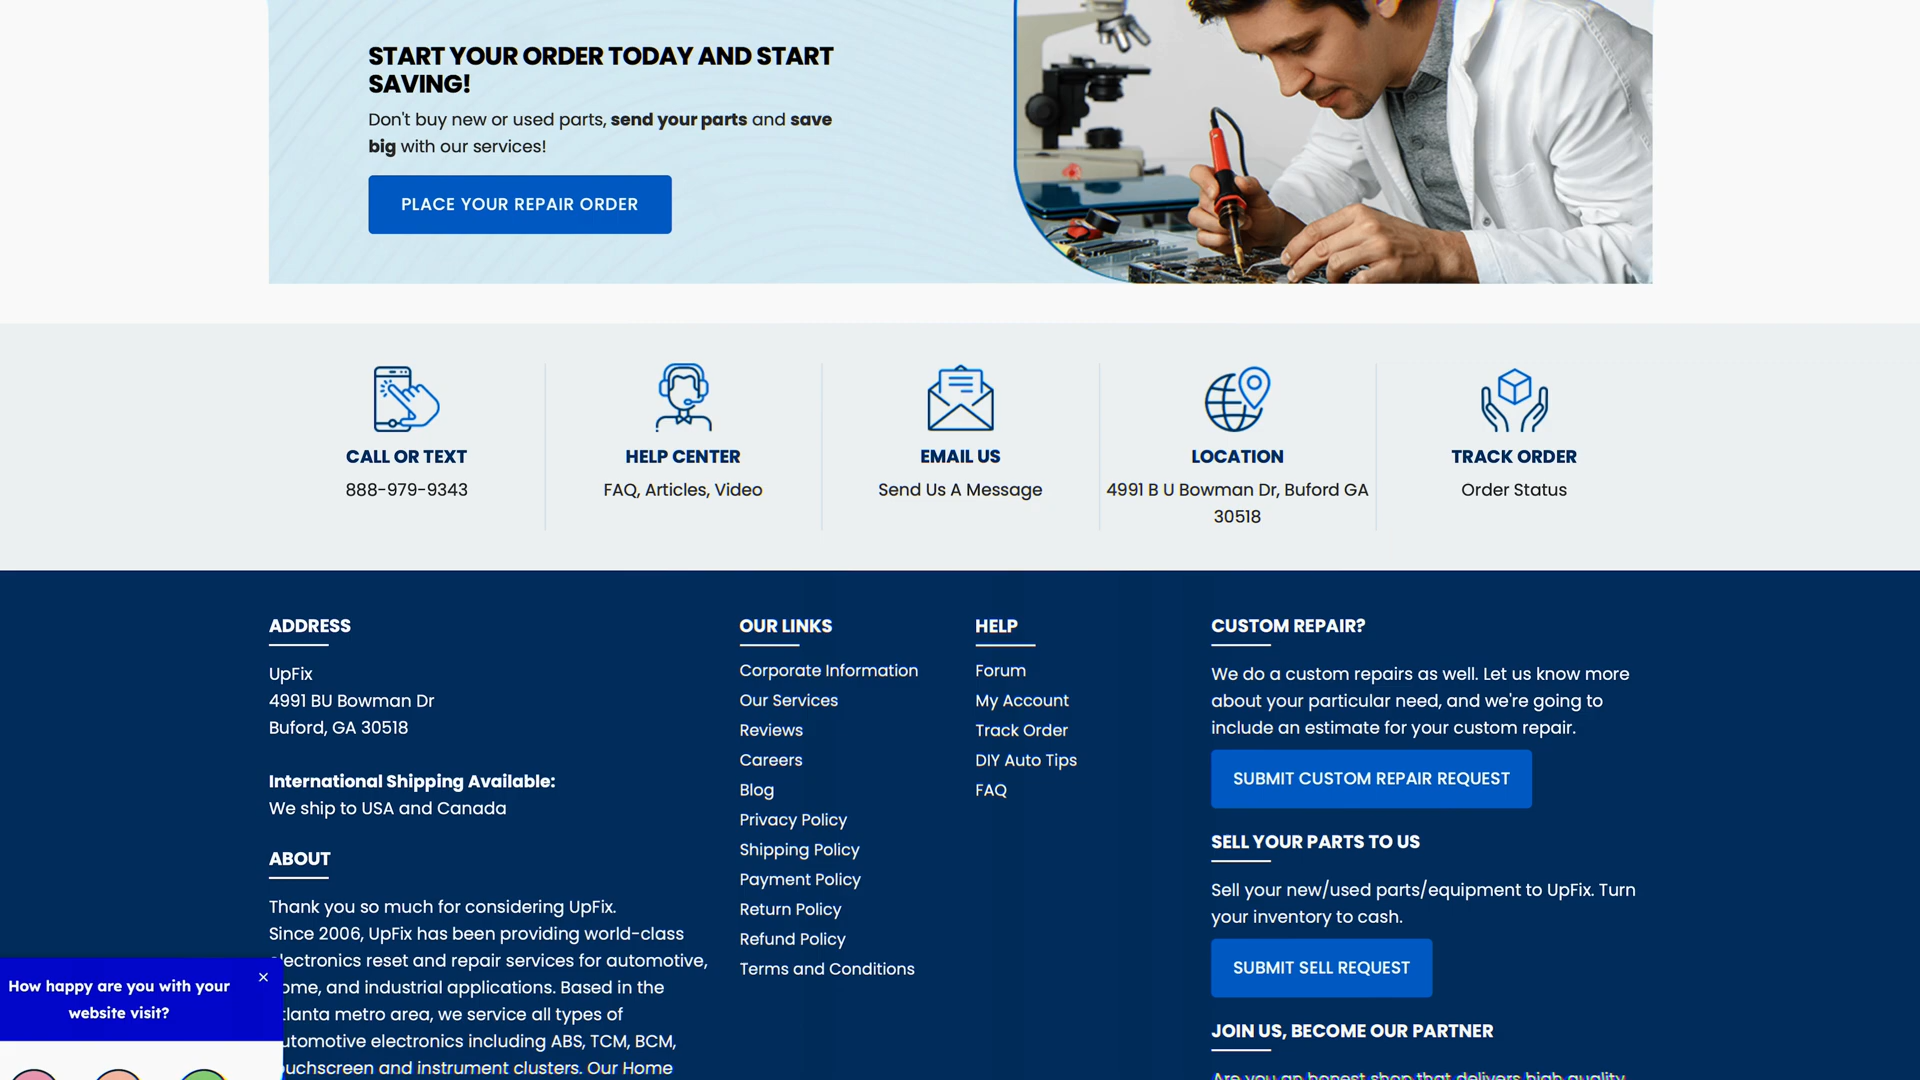 START YOUR ORDER TODAY AND START
SAVING!
Don't buy new or used parts, send your parts and save
big with our services!
PLACE YOUR REPAIR ORDER
CALL OR TEXT
888-979-9343
HELP CENTER
FAQ, Articles, Video
EMAIL US
Send Us A Message
LOCATION
4991 B U Bowman Dr, Buford GA
30518
TRACK ORDER
Order Status
ADDRESS
UpFix
4991 BU Bowman Dr
Buford, GA 30518
International Shipping Available:
We ship to USA and Canada
ABOUT
Thank you so much for considering UpFix.
Since 2006, UpFix has been providing world-class
lectronics reset and repair services for automotive,
ome, and industrial applications. Based in the
tlanta metro area, we service all types of
utomotive electronics including ABS, TCM, BCM,
ouchscreen and instrument clusters. Our Home
OUR LINKS
Corporate Information
Our Services
Reviews
Careers
Blog
Privacy Policy
Shipping Policy
Payment Policy
Return Policy
Refund Policy
Terms and Conditions
HELP
Forum
My Account
Track Order
DIY Auto Tips
FAQ
CUSTOM REPAIR?
We do a custom repairs as well. Let us know more
about your particular need, and we're going to
include an estimate for your custom repair.
SUBMIT CUSTOM REPAIR REQUEST
SELL YOUR PARTS TO US
Sell your new/used parts/equipment to UpFix. Turn
your inventory to cash.
SUBMIT SELL REQUEST
JOIN US, BECOME OUR PARTNER
Are you an honest shop that delivers high quality
How happy are you with your
website visit?
×